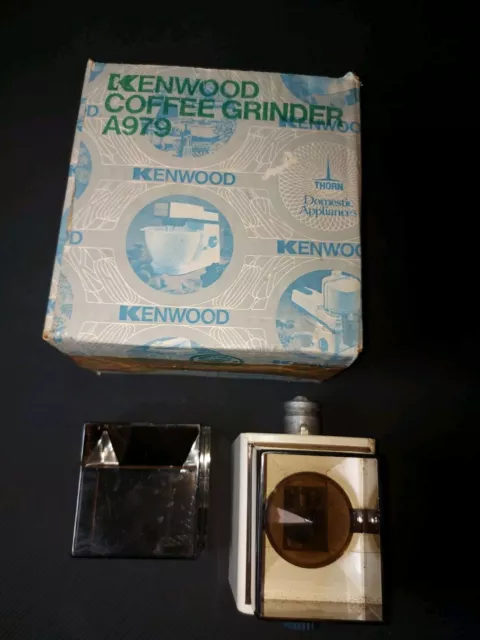 KENWOOD
COFFEE GRINDER
A979
KENWOOD
KENWOOD
THORN
Domestic
Appliances
KENWOOD
KENWOOD